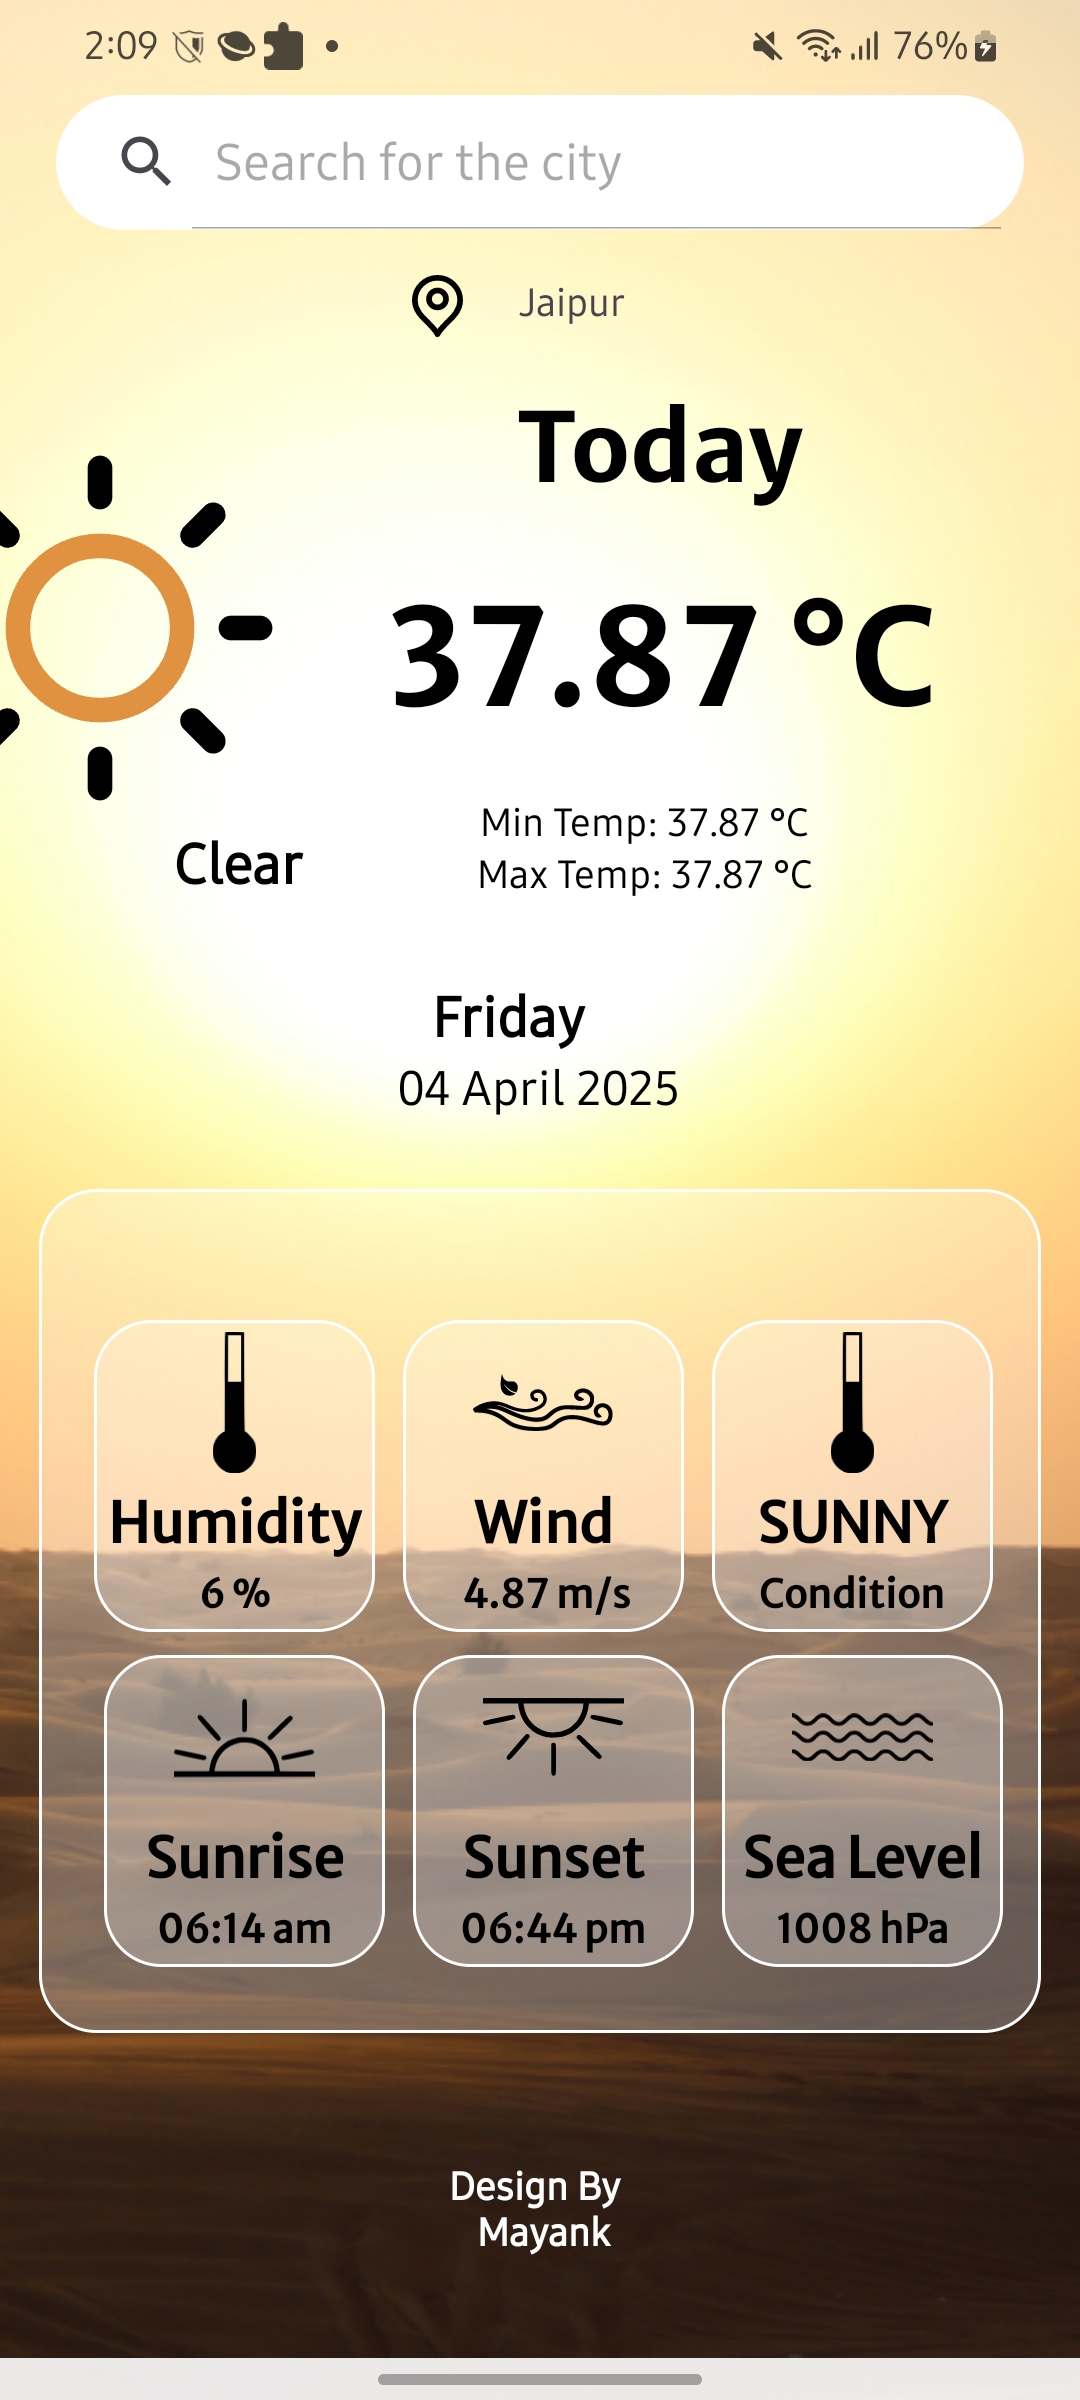 2:09 76%
Search for the city
Jaipur
Today
37.87 °C
Clear
Min Temp: 37.87 °C
Max Temp: 37.87 °C
Friday
04 April 2025
Humidity
6 %
Wind
4.87 m/s
SUNNY
Condition
Sunrise
06:14 am
Sunset
06:44 pm
Sea Level
1008 hPa
Design By
Mayank